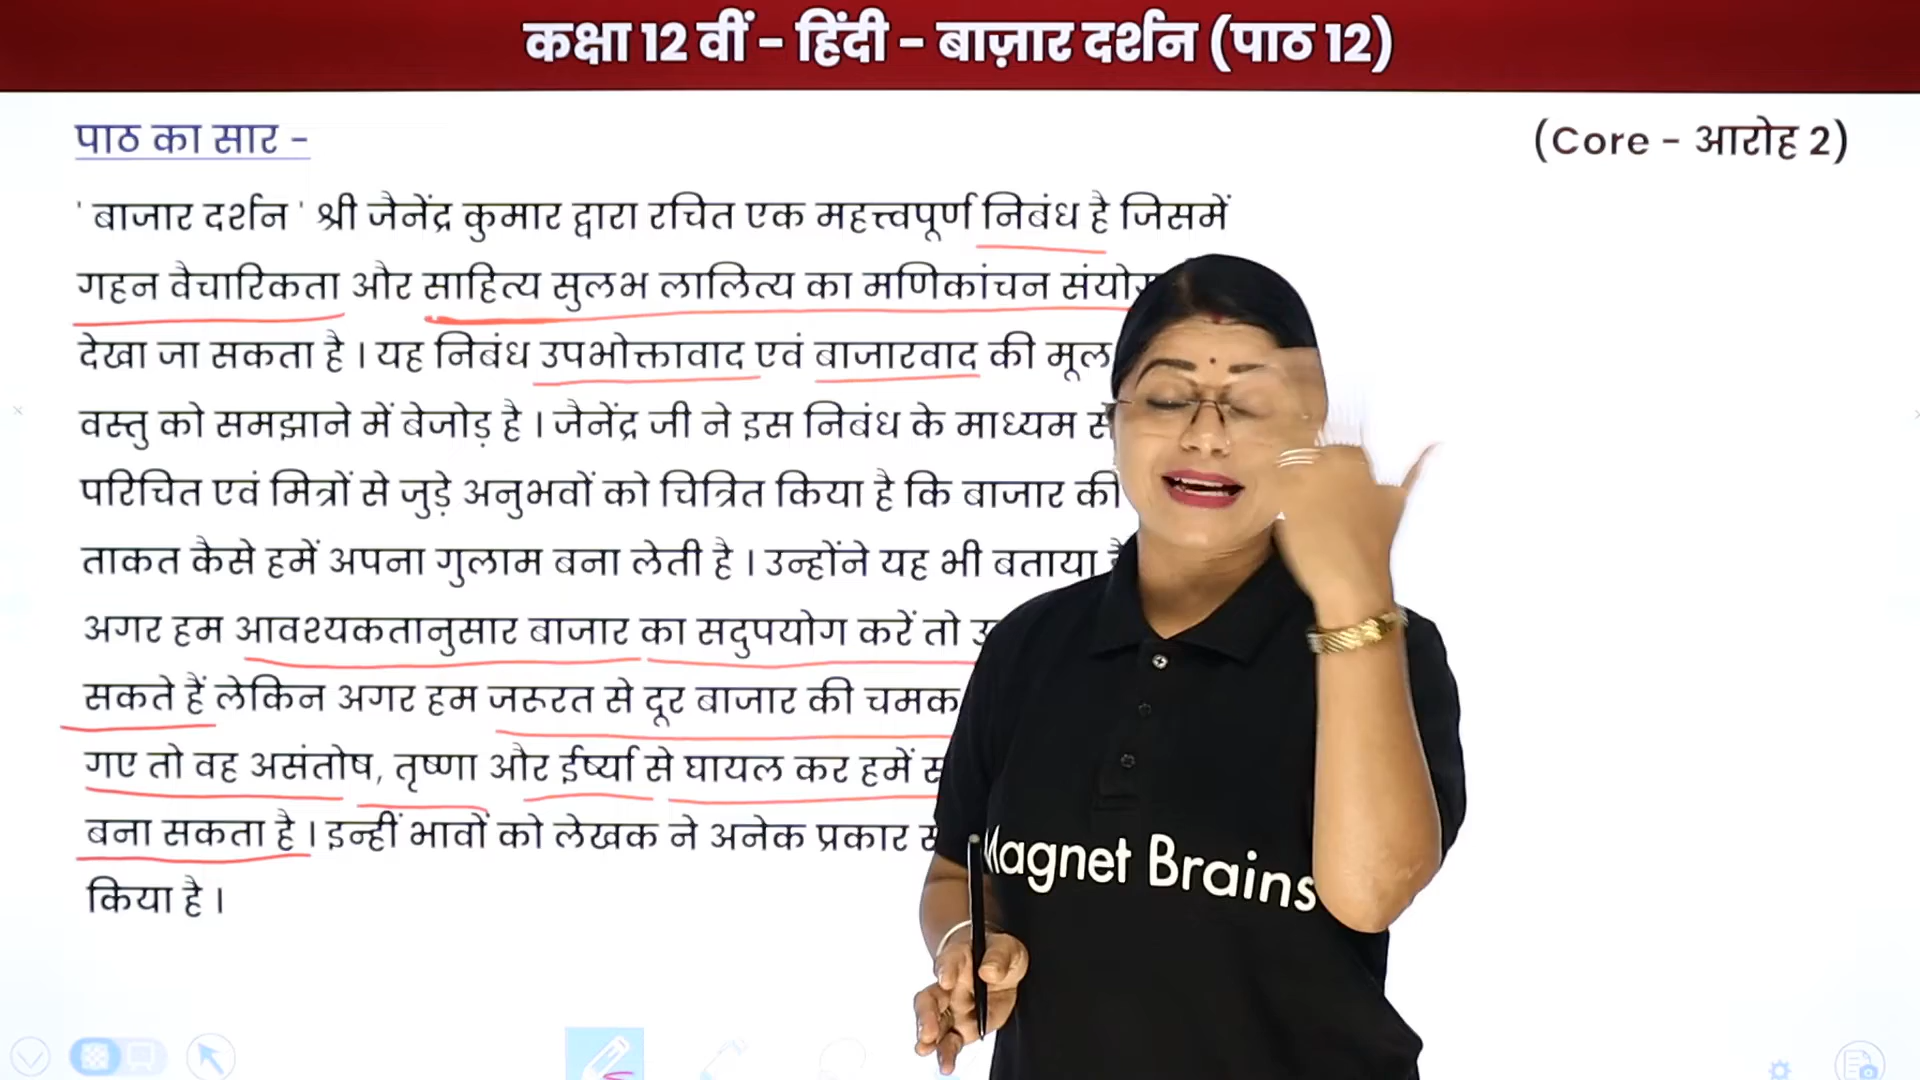 कक्षा 12 वीं - हिंदी - बाज़ार दर्शन (पाठ 12)
पाठ का सार -
(Core - आरोह 2)
' बाजार दर्शन ' श्री जैनेंद्र कुमार द्वारा रचित एक महत्त्वपूर्ण निबंध है जिसमें
गहन वैचारिकता और साहित्य सुलभ लालित्य का मणिकांचन
देखा जा सकता है । यह निबंध उपभोक्तावाद एवं बाजारवाद की मूल
वस्तु को समझाने में बेजोड़ है । जैनेंद्र जी ने इस निबंध के माध्यम से
परिचित एवं मित्रों से जुड़े अनुभवों को चित्रित किया है कि बाजार की
ताकत कैसे हमें अपना गुलाम बना लेती है । उन्होंने यह भी बताया
अगर हम आवश्यकतानुसार बाजार का सदुपयोग करें तो
सकते हैं लेकिन अगर हम जरूरत से दूर बाजार की चमक
गए तो वह असंतोष, तृष्णा और ईर्ष्या से घायल कर हमें
बना सकता है । इन्हीं भावों को लेखक ने अनेक प्रकार
किया है ।
Magnet Brains